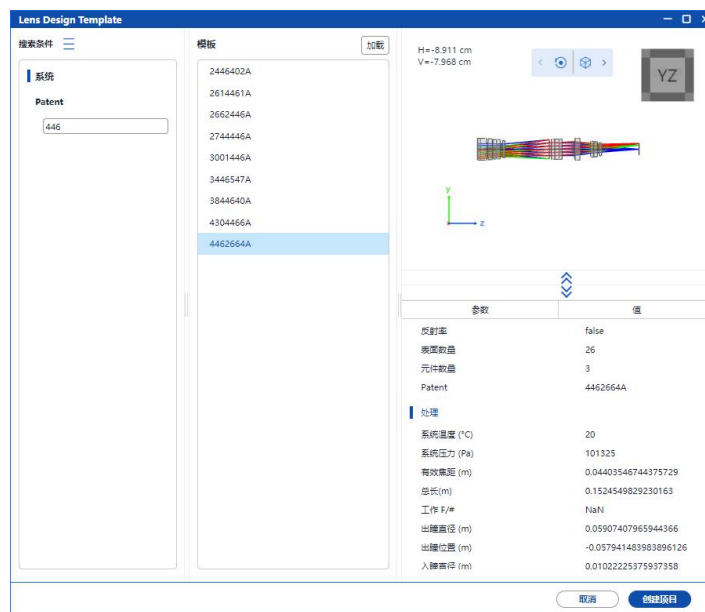 Lens Design Template
搜索条件
系统
Patent
446
模板
加载
2446402A
2614461A
2662446A
2744446A
3001446A
3446547A
3844640A
4304466A
4462664A
H=-8.911 cm
V=-7.968 cm
YZ
y
z
参数 值
反射率 false
表面数量 26
元件数量 3
Patent 4462664A
处理
系统温度 (°C) 20
系统压力 (Pa) 101325
有效焦距 (m) 0.04403546744375729
总长(m) 0.1524549829230163
工作 F/# NaN
出瞳直径 (m) 0.05907407965944366
出瞳位置 (m) -0.057941483983896126
入瞳直径 (m) 0.01022225375937358
取消
创建项目